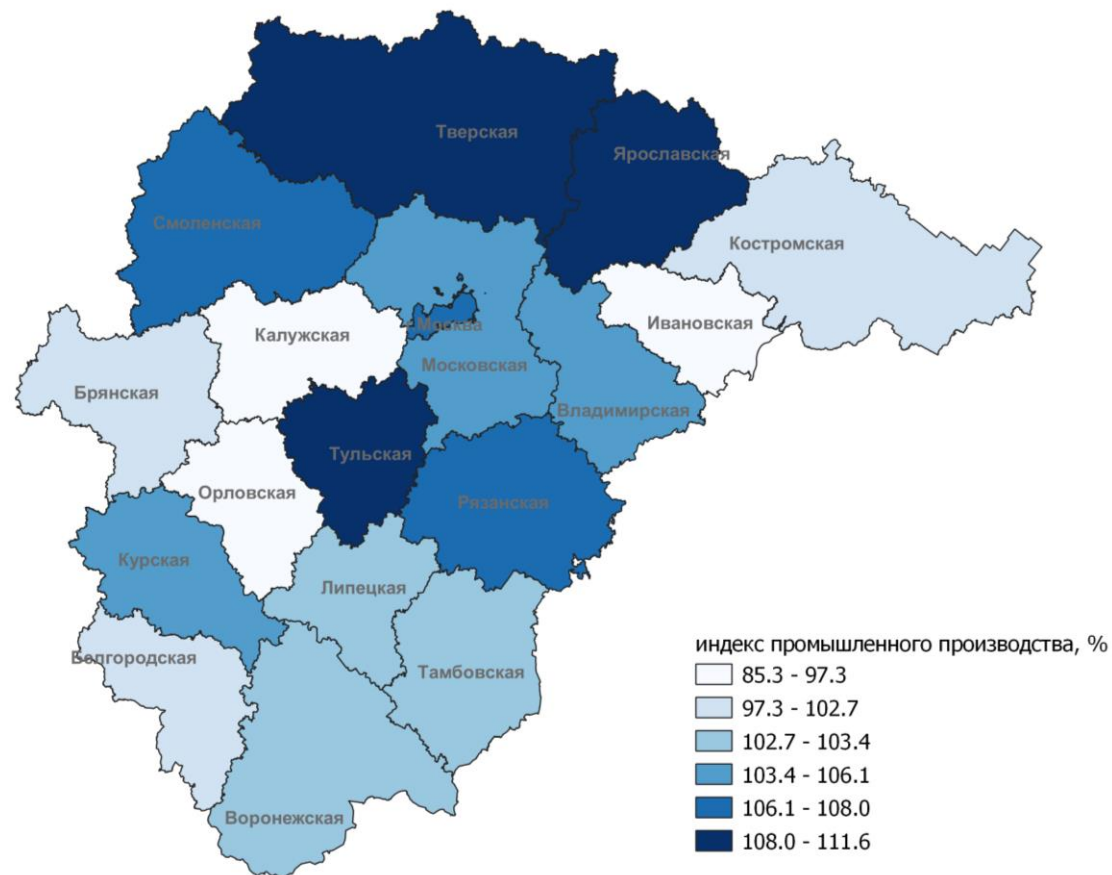 Тверская
Ярославская
Смоленская
Костромская
Москва
Ивановская
Калужская
Московская
Брянская
Владимирская
Тульская
Орловская
Рязанская
Курская
Липецкая
Белгородская
Тамбовская
Воронежская
индекс промышленного производства, %
85.3 - 97.3
97.3 - 102.7
102.7 - 103.4
103.4 - 106.1
106.1 - 108.0
108.0 - 111.6